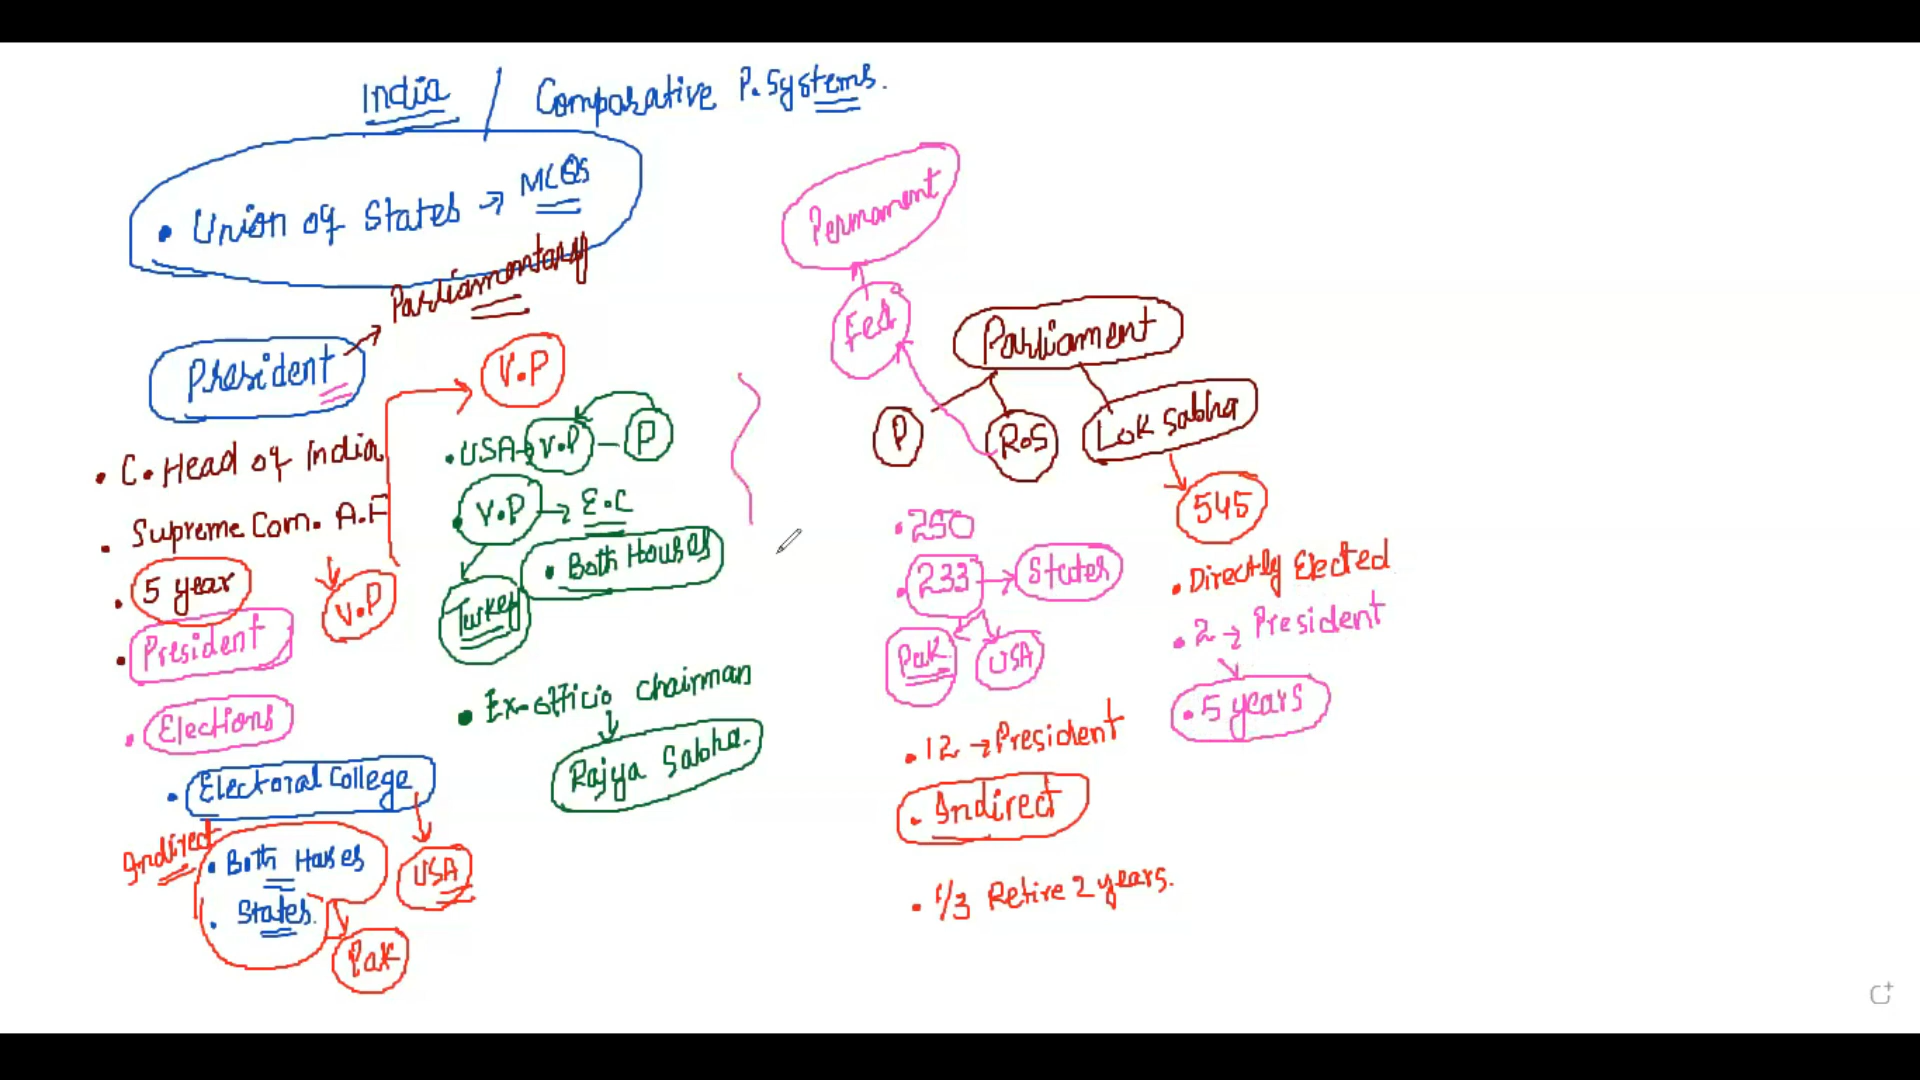 India / Comparative P. Systems.
• Union of States → MCQs
Parliamentary
President
• C. Head of India
• Supreme Com. A.F
• 5 year
• President
• Elections
• Electoral College
Indirect
• Both Houses
• States.
USA
Pak
V.P
V.P
• USA → V.P - P
• V.P → E.C
• Both Houses
Turkey
• Ex-officio chairman
Rajya Sabha.
Permanent
Fed
Parliament
P
R.S
Lok Sabha
• 250
• 233 → States
Pak
USA
• 12 → President
• Indirect
• 1/3 Retire 2 years.
545
• Directly Elected
• 2 → President
• 5 years